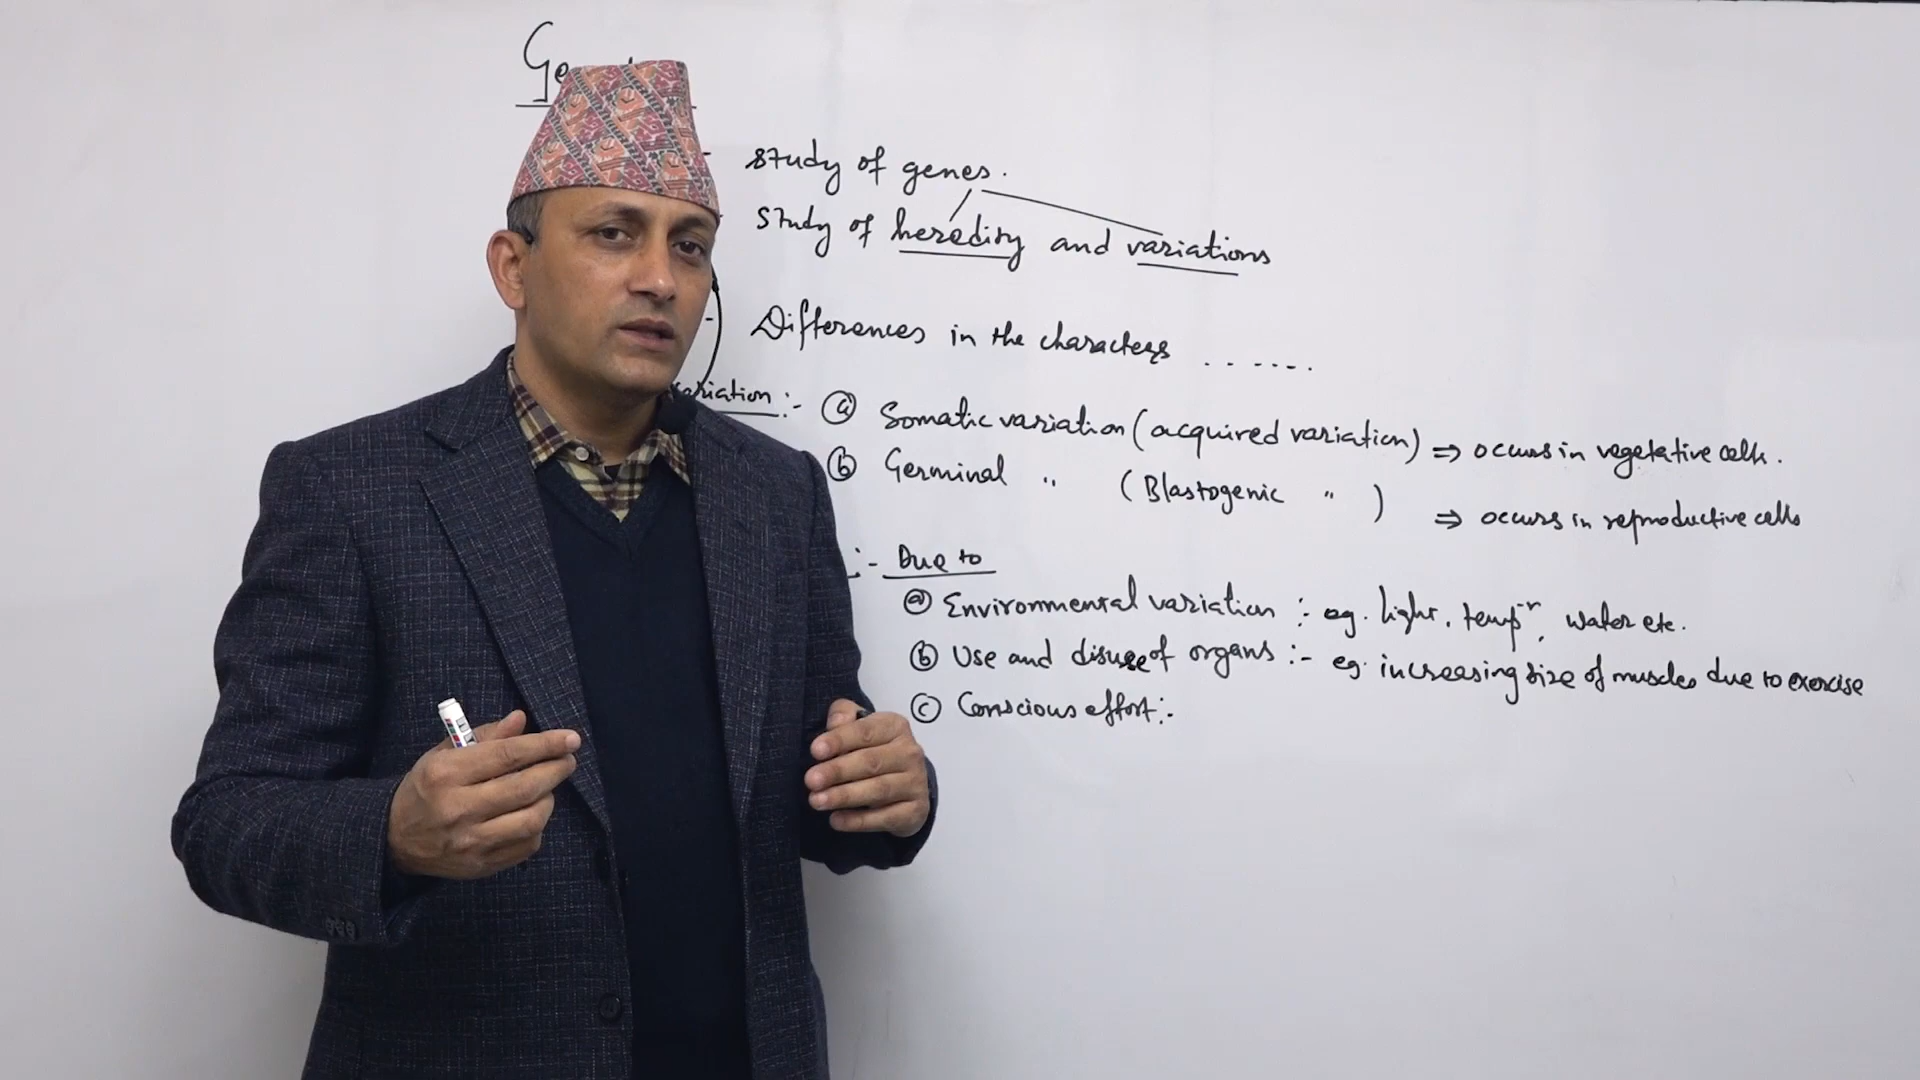 Ge
study of genes.
study of heredity and variations
- Differences in the characters ......
variation :- (a) Somatic variation (acquired variation) ⇒ occurs in vegetative cells.
(b) Germinal " (Blastogenic " ) ⇒ occurs in reproductive cells
:- Due to
(a) Environmental variation :- eg. light, tempr, water etc.
(b) Use and disuse of organs :- eg. increasing size of muscles due to exercise
(c) Conscious effort :-